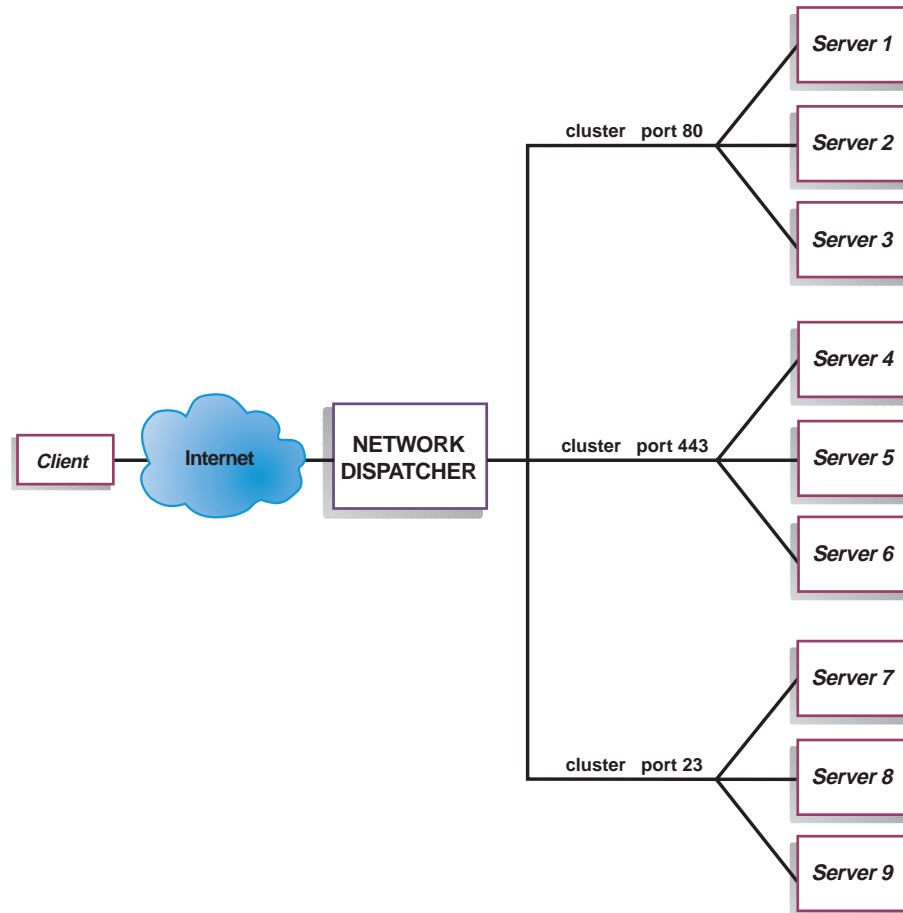 Server 1
cluster port 80
Server 2
Server 3
Server 4
Client
Internet
NETWORK
DISPATCHER
cluster port 443
Server 5
Server 6
Server 7
cluster port 23
Server 8
Server 9